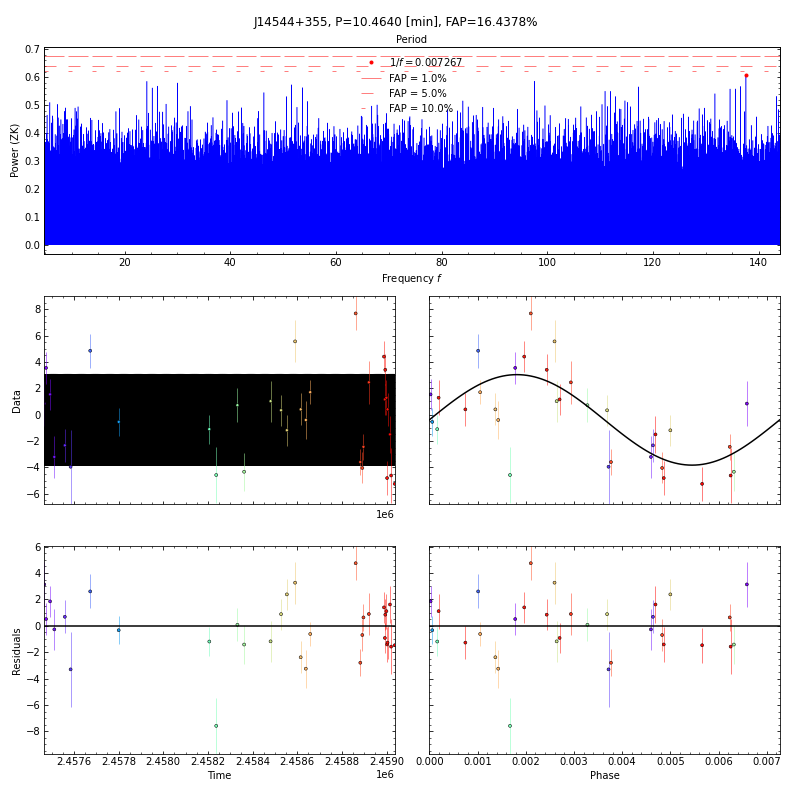 J14544+355, P=10.4640 [min], FAP=16.4378%
Period
0.7
0.6
0.5
0.4
0.3
0.2
0.1
0.0
Power (ZK)
1/f = 0.007267
FAP = 1.0%
FAP = 5.0%
FAP = 10.0%
20 40 60 80 100 120 140
Frequency f
8
6
4
2
0
−2
−4
−6
Data
1e6
6
4
2
0
−2
−4
−6
−8
Residuals
2.4576 2.4578 2.4580 2.4582 2.4584 2.4586 2.4588 2.4590
Time
1e6
0.000 0.001 0.002 0.003 0.004 0.005 0.006 0.007
Phase